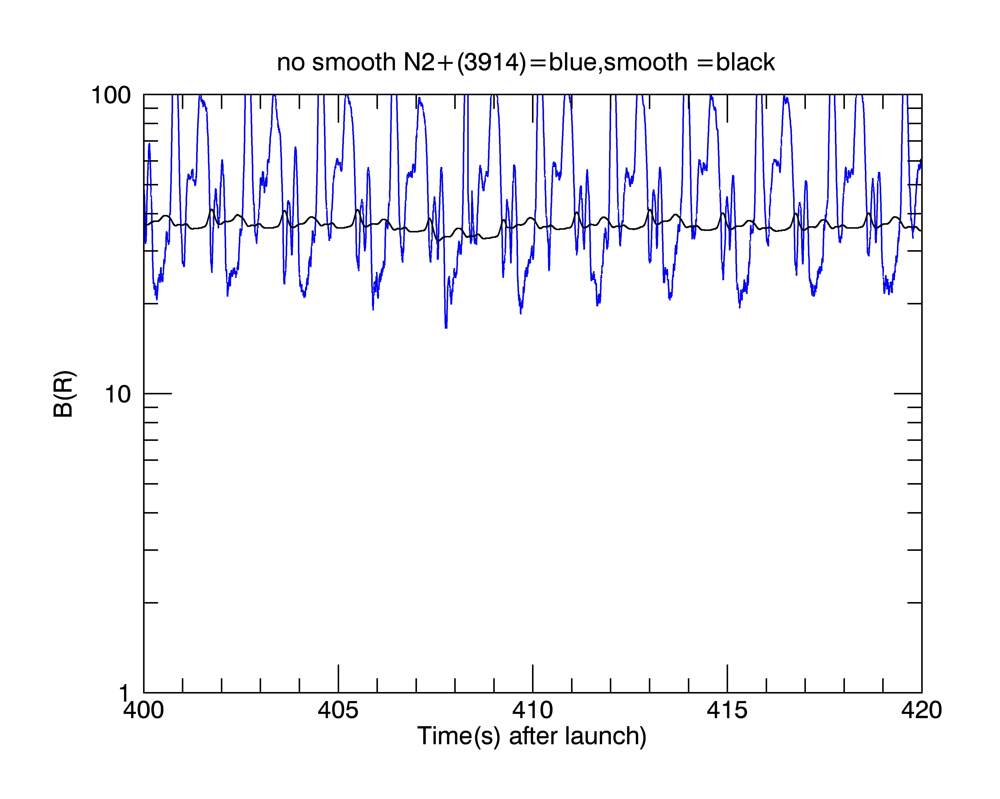 no smooth N2+(3914)=blue,smooth =black
100
10
1
B(R)
400 405 410 415 420
Time(s) after launch)